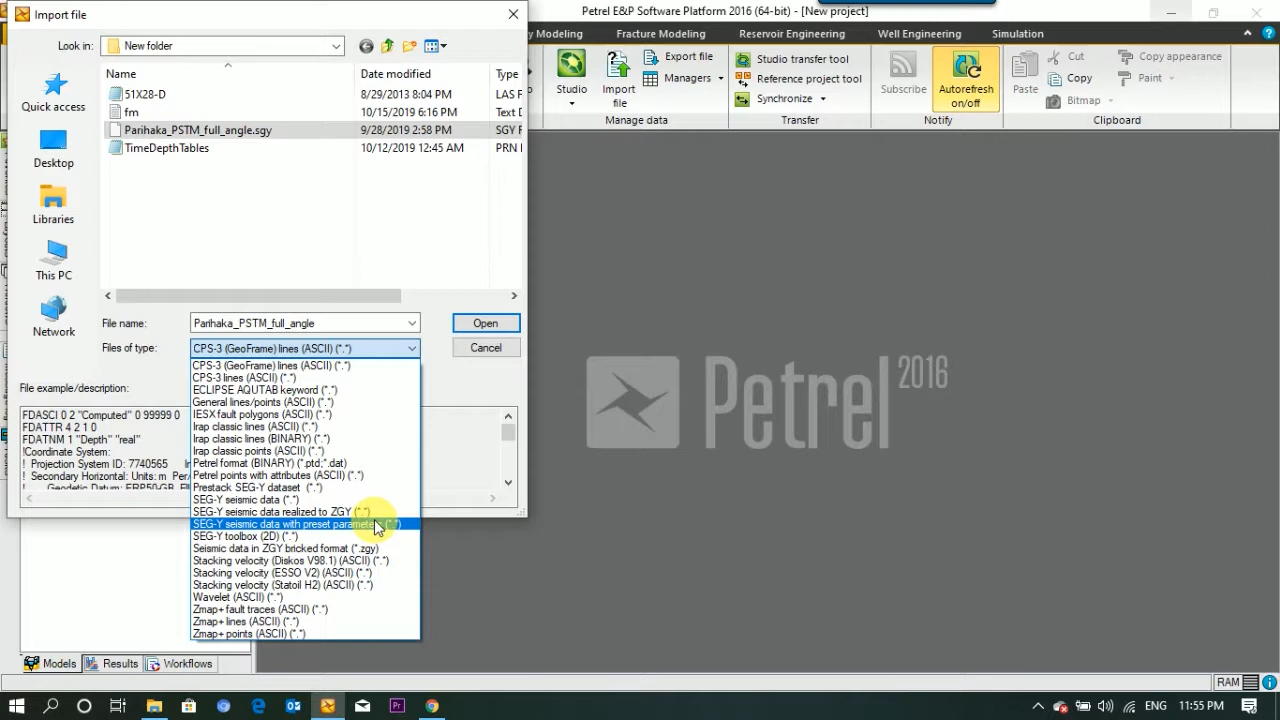 Import file
Petrel E&P Software Platform 2016 (64-bit) - [New project]
Look in:
New folder
y Modeling
Fracture Modeling
Reservoir Engineering
Well Engineering
Simulation
Name
Date modified
Type
51X28-D
8/29/2013 8:04 PM
LAS F
fm
10/15/2019 6:16 PM
Text D
Parihaka_PSTM_full_angle.sgy
9/28/2019 2:58 PM
SGY F
TimeDepthTables
10/12/2019 12:45 AM
PRN F
Quick access
Desktop
Libraries
This PC
Network
Studio
Import file
Export file
Managers
Manage data
Studio transfer tool
Reference project tool
Synchronize
Transfer
Subscribe
Autorefresh on/off
Notify
Paste
Cut
Copy
Bitmap
Copy appearance
Paint
Clipboard
File name:
Parihaka_PSTM_full_angle
Open
Files of type:
CPS-3 (GeoFrame) lines (ASCII) (*.*)
Cancel
CPS-3 (GeoFrame) lines (ASCII) (*.*)
CPS-3 lines (ASCII) (*.*)
ECLIPSE AQUTAB keyword (*.*)
General lines/points (ASCII) (*.*)
IESX fault polygons (ASCII) (*.*)
Irap classic lines (ASCII) (*.*)
Irap classic lines (BINARY) (*.*)
Irap classic points (ASCII) (*.*)
Petrel format (BINARY) (*.ptd;*.dat)
Petrel points with attributes (ASCII) (*.*)
Prestack SEG-Y dataset (*.*)
SEG-Y seismic data (*.*)
SEG-Y seismic data realized to ZGY (*.*)
SEG-Y seismic data with preset parameters (*.*)
SEG-Y toolbox (2D) (*.*)
Seismic data in ZGY bricked format (*.zgy)
Stacking velocity (Diskos V98.1) (ASCII) (*.*)
Stacking velocity (ESSO V2) (ASCII) (*.*)
Stacking velocity (Statoil H2) (ASCII) (*.*)
Wavelet (ASCII) (*.*)
Zmap+ fault traces (ASCII) (*.*)
Zmap+ lines (ASCII) (*.*)
Zmap+ points (ASCII) (*.*)
File example/description:
FDASCI 0 2 "Computed" 0 99999 0
FDATTR 4 2 1 0
FDATNM 1 "Depth" "real"
!Coordinate System:
! Projection System ID: 7740565
! Secondary Horizontal: Units: m
Petrel 2016
Models
Results
Workflows
RAM
ENG
11:55 PM